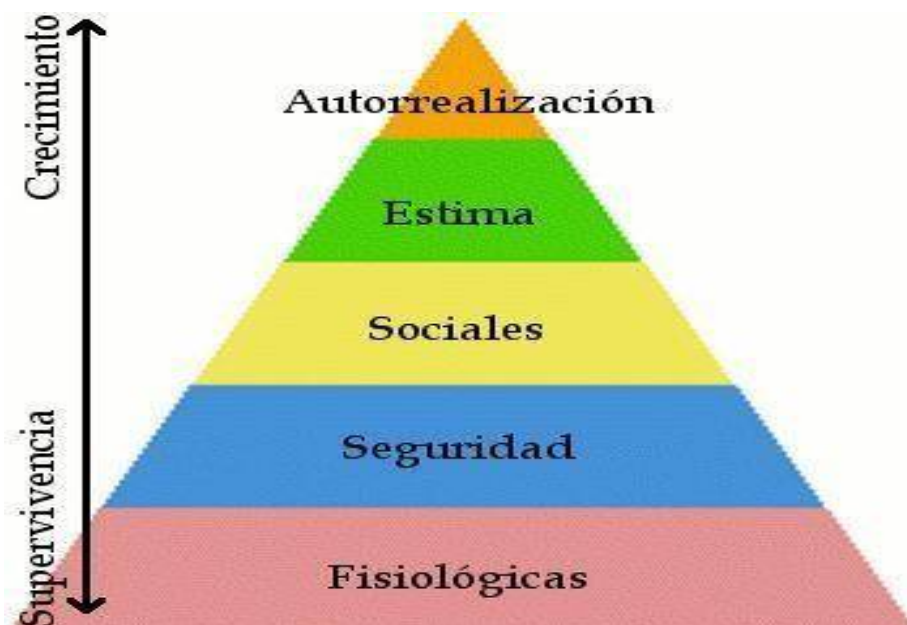 Crecimiento
Supervivencia
Autorrealización
Estima
Sociales
Seguridad
Fisiológicas